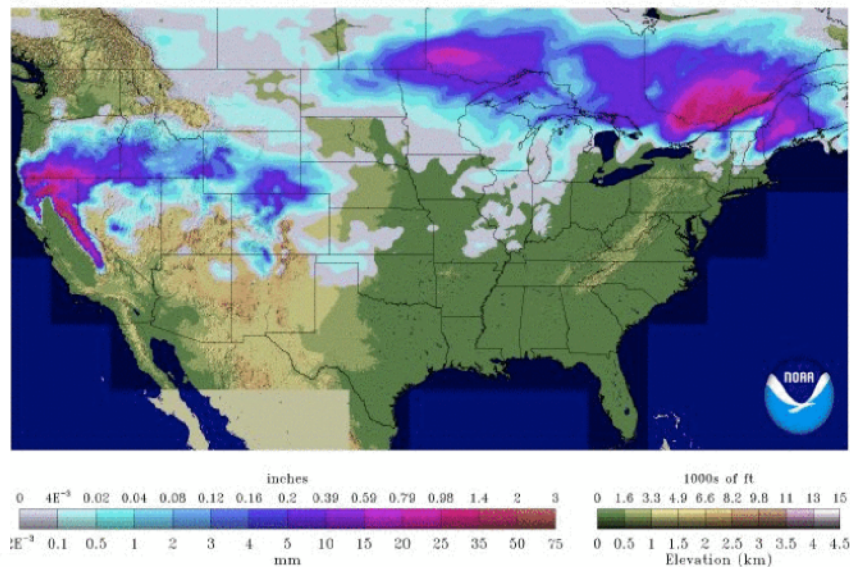 NOAA
inches
0 4E⁻³ 0.02 0.04 0.08 0.12 0.16 0.2 0.39 0.59 0.79 0.98 1.4 2 3
2E⁻³ 0.1 0.5 1 2 3 4 5 10 15 20 25 35 50 75
mm
1000s of ft
0 1.6 3.3 4.9 6.6 8.2 9.8 11 13 15
0 0.5 1 1.5 2 2.5 3 3.5 4 4.5
Elevation (km)